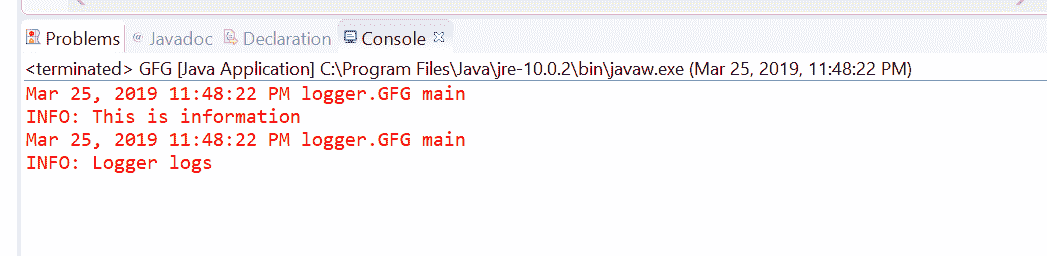 Problems @ Javadoc Declaration Console
<terminated> GFG [Java Application] C:\Program Files\Java\jre-10.0.2\bin\javaw.exe (Mar 25, 2019, 11:48:22 PM)
Mar 25, 2019 11:48:22 PM logger.GFG main
INFO: This is information
Mar 25, 2019 11:48:22 PM logger.GFG main
INFO: Logger logs